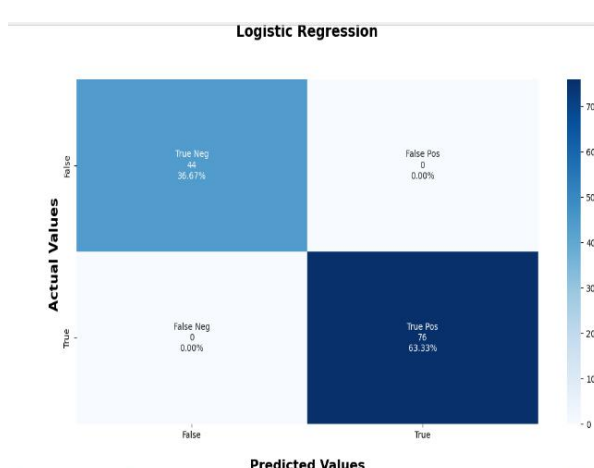 Logistic Regression
True Neg
44
36.67%
False Pos
0
0.00%
False Neg
0
0.00%
True Pos
76
63.33%
False
True
Actual Values
False
True
Predicted Values
70
60
50
40
30
20
10
0